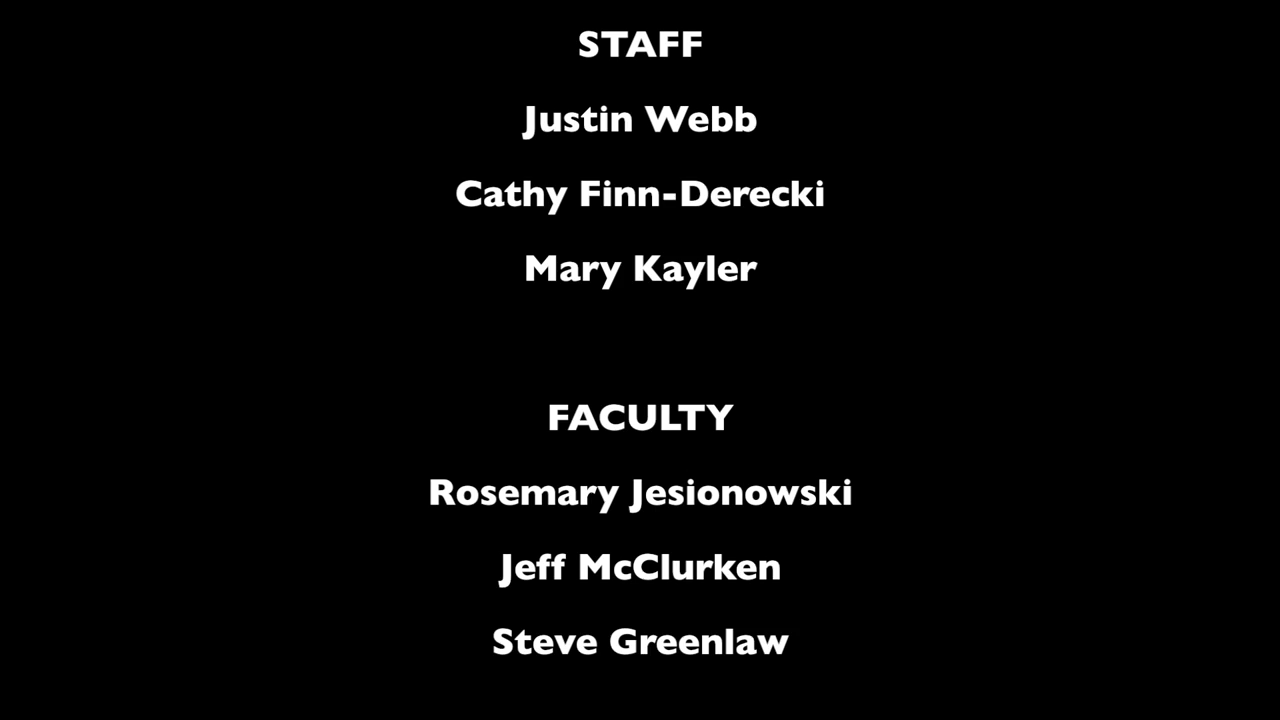 STAFF
Justin Webb
Cathy Finn-Derecki
Mary Kayler
FACULTY
Rosemary Jesionowski
Jeff McClurken
Steve Greenlaw